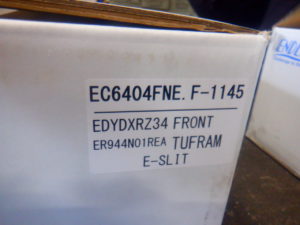 EC6404FNE. F-1145
EDYDXRZ34 FRONT
ER944N01REA TUFRAM
E-SLIT